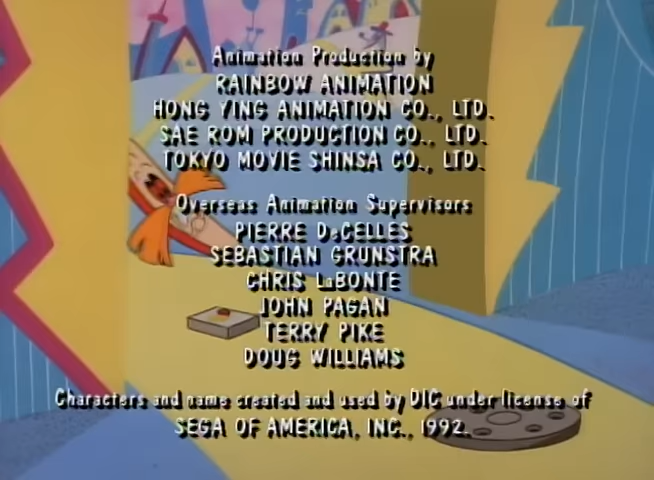 Animation Production by
RAINBOW ANIMATION
HONG YING ANIMATION CO., LTD.
SAE ROM PRODUCTION CO., LTD.
TOKYO MOVIE SHINSA CO., LTD.
Overseas Animation Supervisors
PIERRE DeCELLES
SEBASTIAN GRUNSTRA
CHRIS LaBONTE
JOHN PAGAN
TERRY PIKE
DOUG WILLIAMS
Characters and name created and used by DIC under license of
SEGA OF AMERICA, INC., 1992.